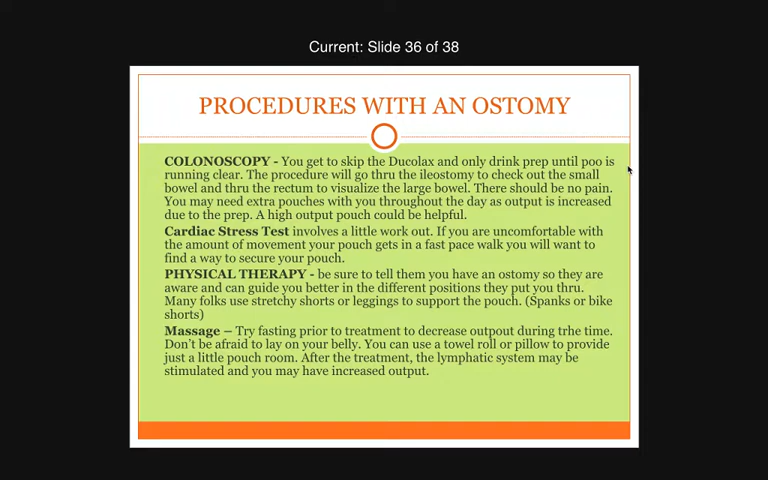 Current: Slide 36 of 38
PROCEDURES WITH AN OSTOMY
COLONOSCOPY - You get to skip the Ducolax and only drink prep until poo is
running clear. The procedure will go thru the ileostomy to check out the small
bowel and thru the rectum to visualize the large bowel. There should be no pain.
You may need extra pouches with you throughout the day as output is increased
due to the prep. A high output pouch could be helpful.
Cardiac Stress Test involves a little work out. If you are uncomfortable with
the amount of movement your pouch gets in a fast pace walk you will want to
find a way to secure your pouch.
PHYSICAL THERAPY - be sure to tell them you have an ostomy so they are
aware and can guide you better in the different positions they put you thru.
Many folks use stretchy shorts or leggings to support the pouch. (Spanks or bike
shorts)
Massage – Try fasting prior to treatment to decrease outpout during trhe time.
Don't be afraid to lay on your belly. You can use a towel roll or pillow to provide
just a little pouch room. After the treatment, the lymphatic system may be
stimulated and you may have increased output.